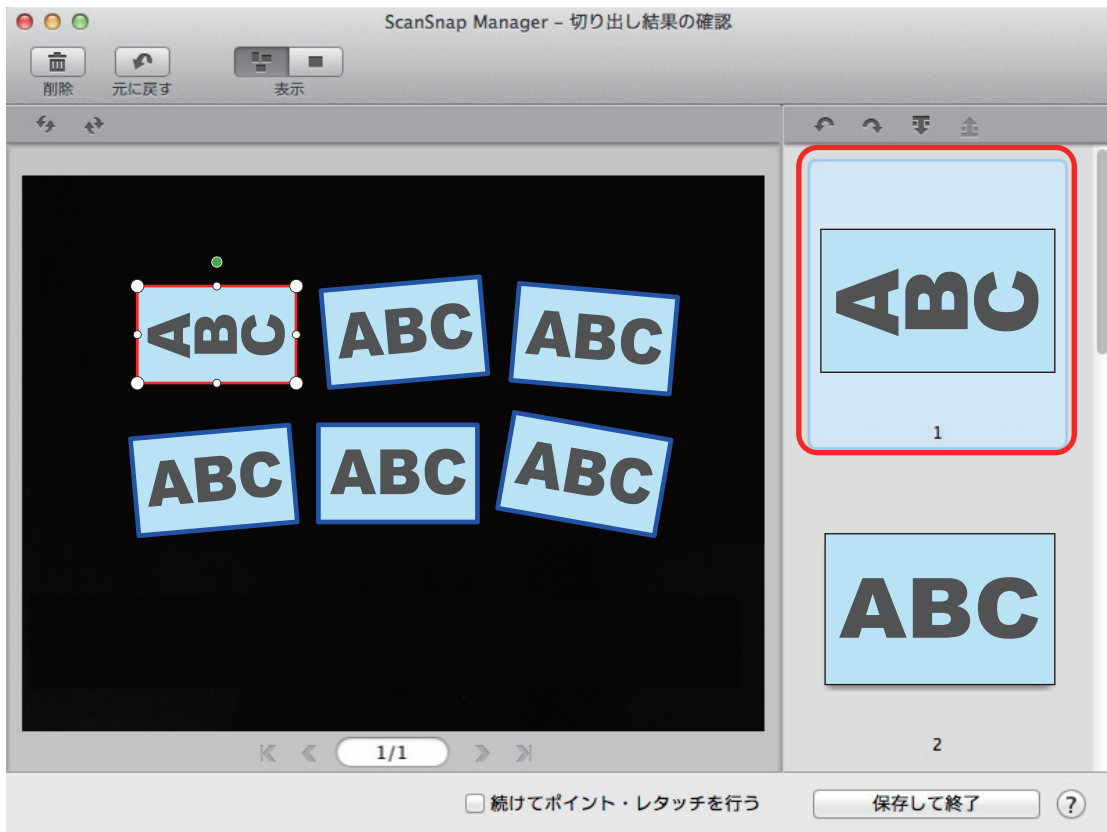 ScanSnap Manager – 切り出し結果の確認
削除 元に戻す 表示
ABC
ABC ABC ABC
1
ABC ABC ABC
ABC
2
1/1
続けてポイント・レタッチを行う 保存して終了 ?